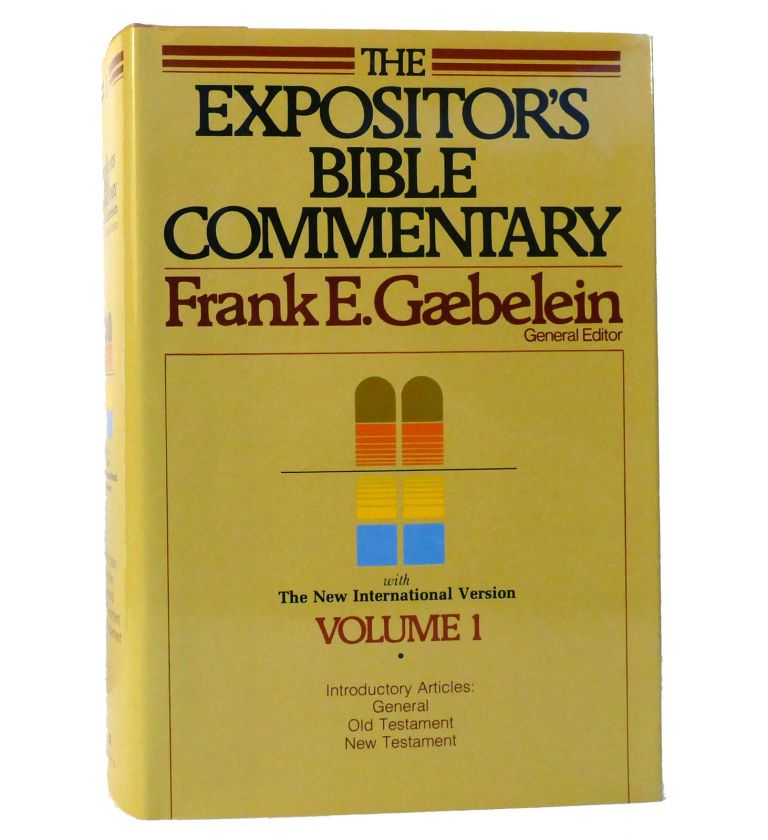 THE
EXPOSITOR'S
BIBLE
COMMENTARY
Frank E. Gæbelein
General Editor
with
The New International Version
VOLUME 1
•
Introductory Articles:
General
Old Testament
New Testament